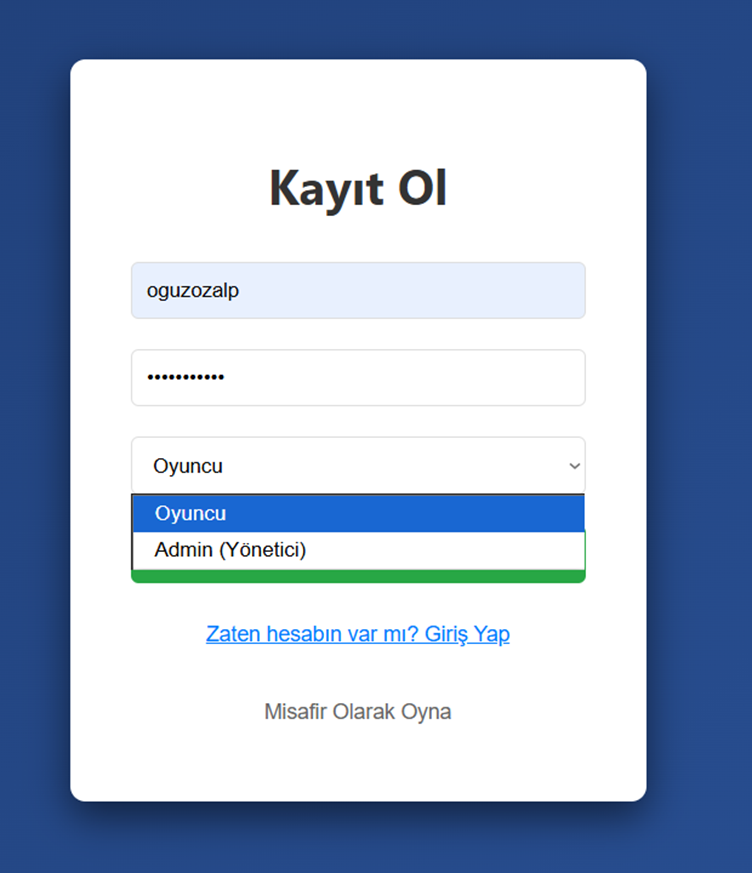 Kayıt Ol
oguzozalp
•••••••••••
Oyuncu
Oyuncu
Admin (Yönetici)
Zaten hesabın var mı? Giriş Yap
Misafir Olarak Oyna